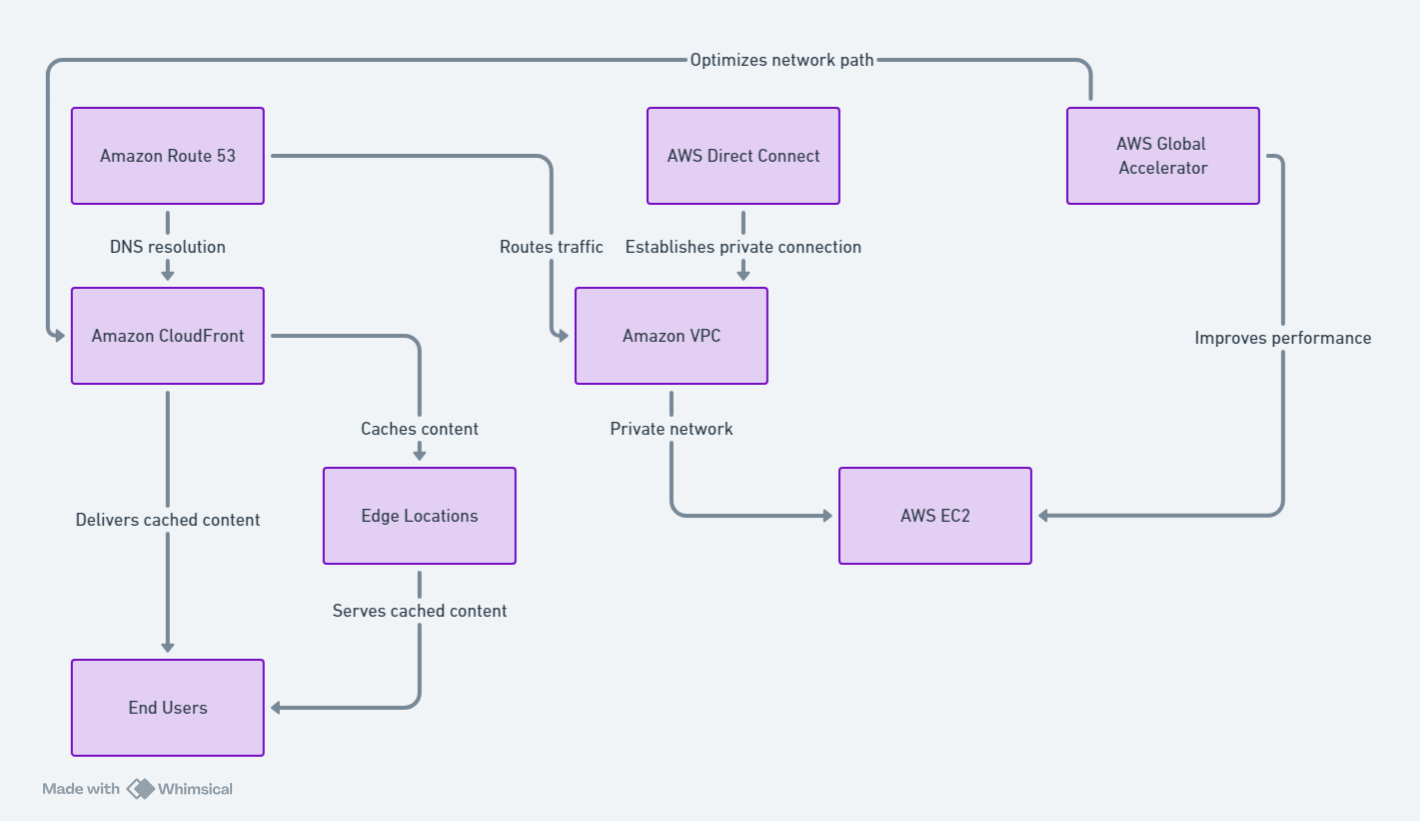 Optimizes network path
Amazon Route 53
AWS Direct Connect
AWS Global
Accelerator
DNS resolution
Routes traffic
Establishes private connection
Amazon CloudFront
Amazon VPC
Improves performance
Caches content
Private network
Edge Locations
AWS EC2
Delivers cached content
Serves cached content
End Users
Made with Whimsical